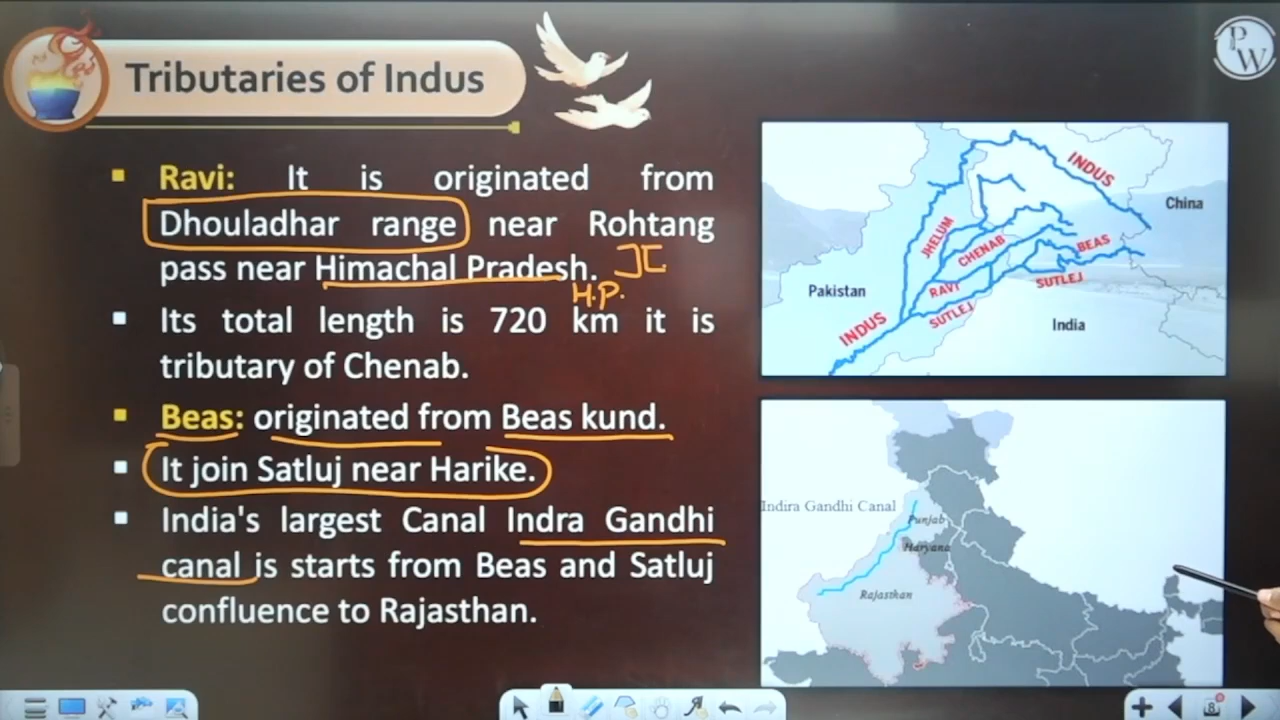 Tributaries of Indus
PW
Ravi: It is originated from
Dhouladhar range near Rohtang
pass near Himachal Pradesh.
H.P.
Its total length is 720 km it is
tributary of Chenab.
Beas: originated from Beas kund.
It join Satluj near Harike.
India's largest Canal Indra Gandhi
canal is starts from Beas and Satluj
confluence to Rajasthan.
INDUS
China
JHELUM
CHENAB
BEAS
Pakistan
RAVI
SUTLEJ
SUTLEJ
INDUS
India
Indira Gandhi Canal
Punjab
Haryana
Rajasthan
8